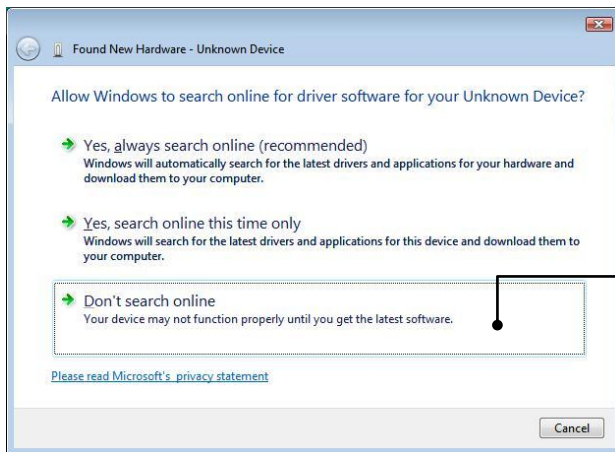 Found New Hardware - Unknown Device
Allow Windows to search online for driver software for your Unknown Device?
Yes, always search online (recommended)
Windows will automatically search for the latest drivers and applications for your hardware and
download them to your computer.
Yes, search online this time only
Windows will search for the latest drivers and applications for this device and download them to
your computer.
Don't search online
Your device may not function properly until you get the latest software.
Please read Microsoft's privacy statement
Cancel